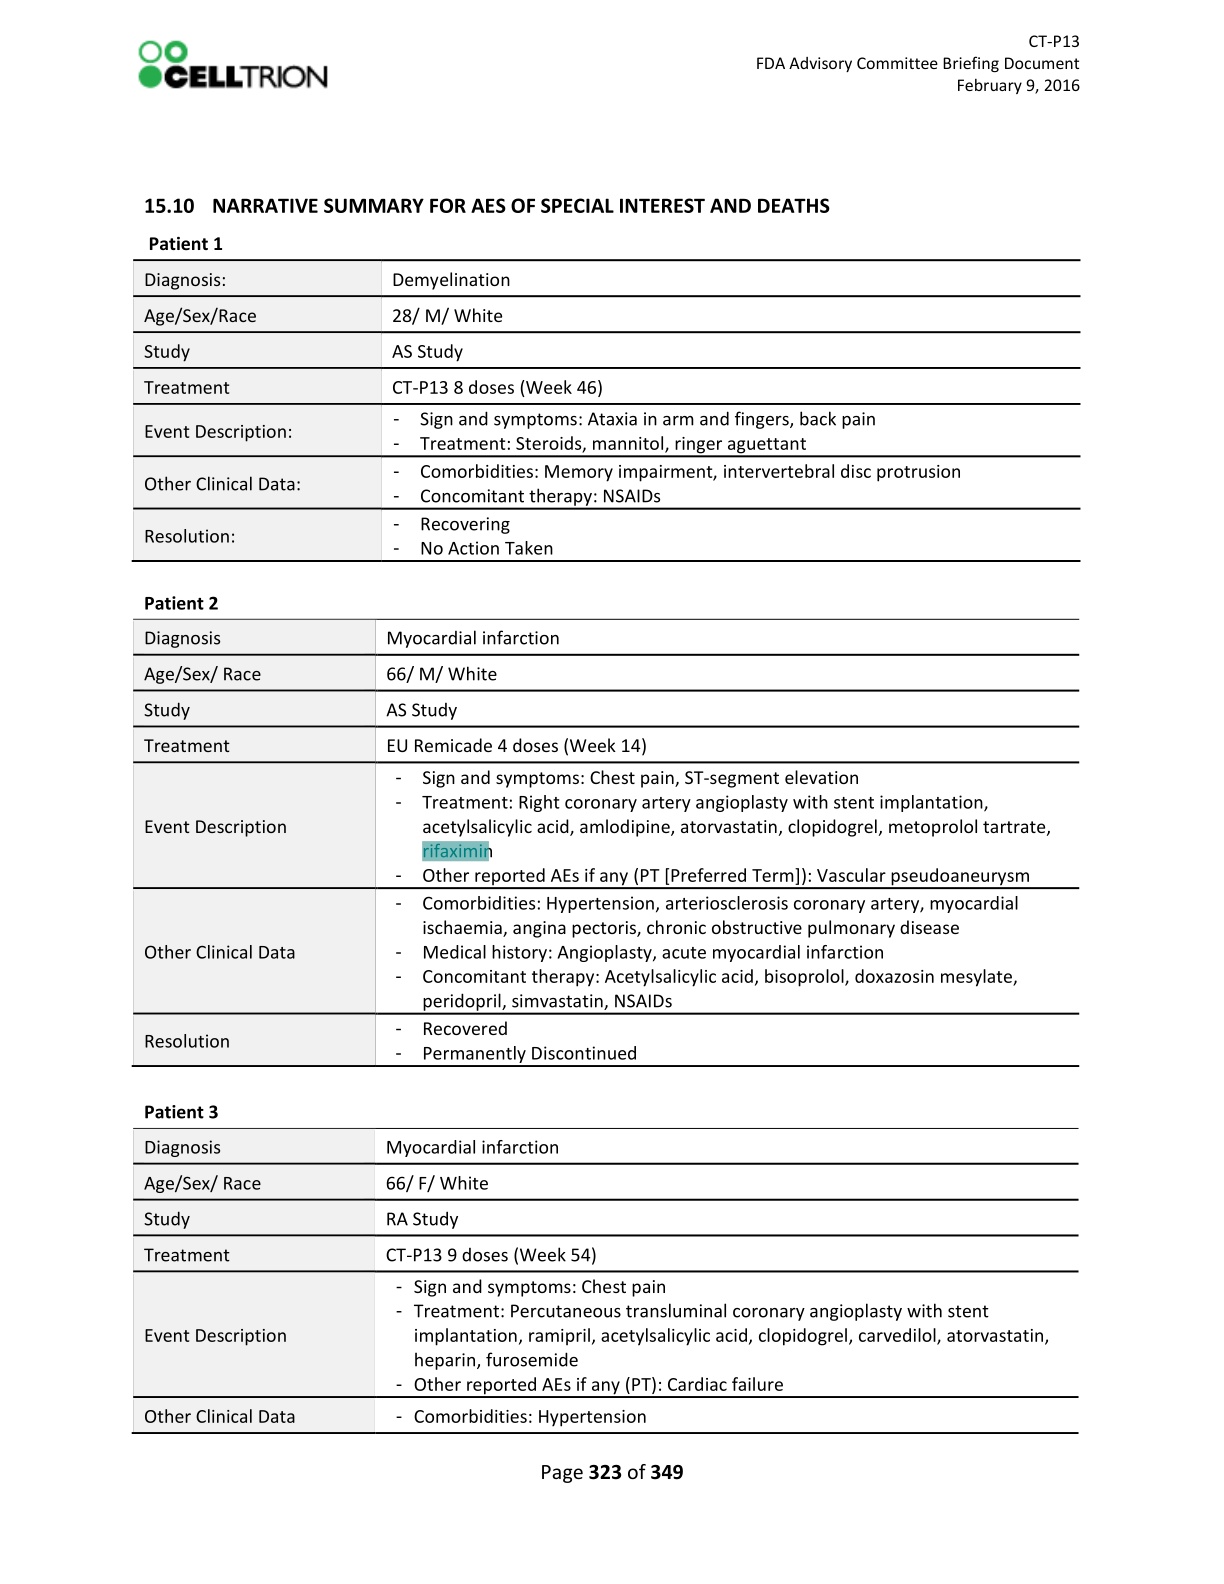 CELLTRION
CT-P13
FDA Advisory Committee Briefing Document
February 9, 2016
15.10 NARRATIVE SUMMARY FOR AES OF SPECIAL INTEREST AND DEATHS
Patient 1
Diagnosis: Demyelination
Age/Sex/Race 28/ M/ White
Study AS Study
Treatment CT-P13 8 doses (Week 46)
Event Description:
- Sign and symptoms: Ataxia in arm and fingers, back pain
- Treatment: Steroids, mannitol, ringer aguettant
Other Clinical Data:
- Comorbidities: Memory impairment, intervertebral disc protrusion
- Concomitant therapy: NSAIDs
Resolution:
- Recovering
- No Action Taken
Patient 2
Diagnosis Myocardial infarction
Age/Sex/ Race 66/ M/ White
Study AS Study
Treatment EU Remicade 4 doses (Week 14)
Event Description
- Sign and symptoms: Chest pain, ST-segment elevation
- Treatment: Right coronary artery angioplasty with stent implantation,
acetylsalicylic acid, amlodipine, atorvastatin, clopidogrel, metoprolol tartrate,
rifaximin
- Other reported AEs if any (PT [Preferred Term]): Vascular pseudoaneurysm
Other Clinical Data
- Comorbidities: Hypertension, arteriosclerosis coronary artery, myocardial
ischaemia, angina pectoris, chronic obstructive pulmonary disease
- Medical history: Angioplasty, acute myocardial infarction
- Concomitant therapy: Acetylsalicylic acid, bisoprolol, doxazosin mesylate,
peridopril, simvastatin, NSAIDs
Resolution
- Recovered
- Permanently Discontinued
Patient 3
Diagnosis Myocardial infarction
Age/Sex/ Race 66/ F/ White
Study RA Study
Treatment CT-P13 9 doses (Week 54)
Event Description
- Sign and symptoms: Chest pain
- Treatment: Percutaneous transluminal coronary angioplasty with stent
implantation, ramipril, acetylsalicylic acid, clopidogrel, carvedilol, atorvastatin,
heparin, furosemide
- Other reported AEs if any (PT): Cardiac failure
Other Clinical Data - Comorbidities: Hypertension
Page 323 of 349